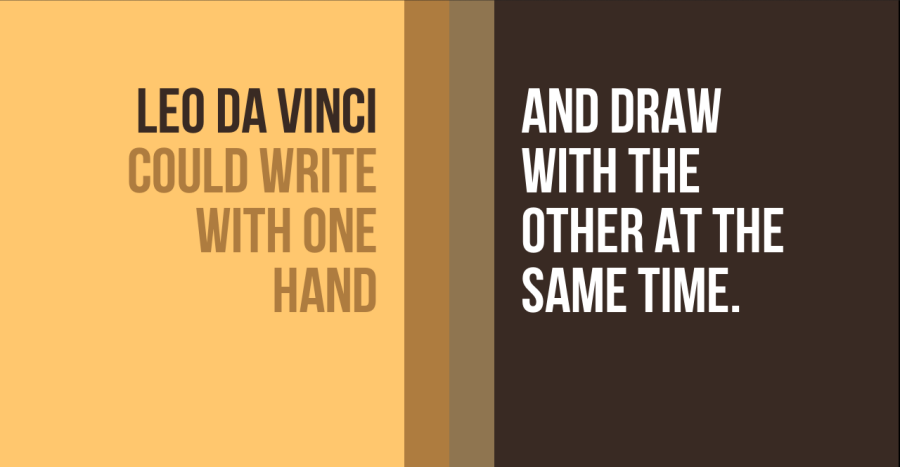 LEO DA VINCI
COULD WRITE
WITH ONE
HAND
AND DRAW
WITH THE
OTHER AT THE
SAME TIME.